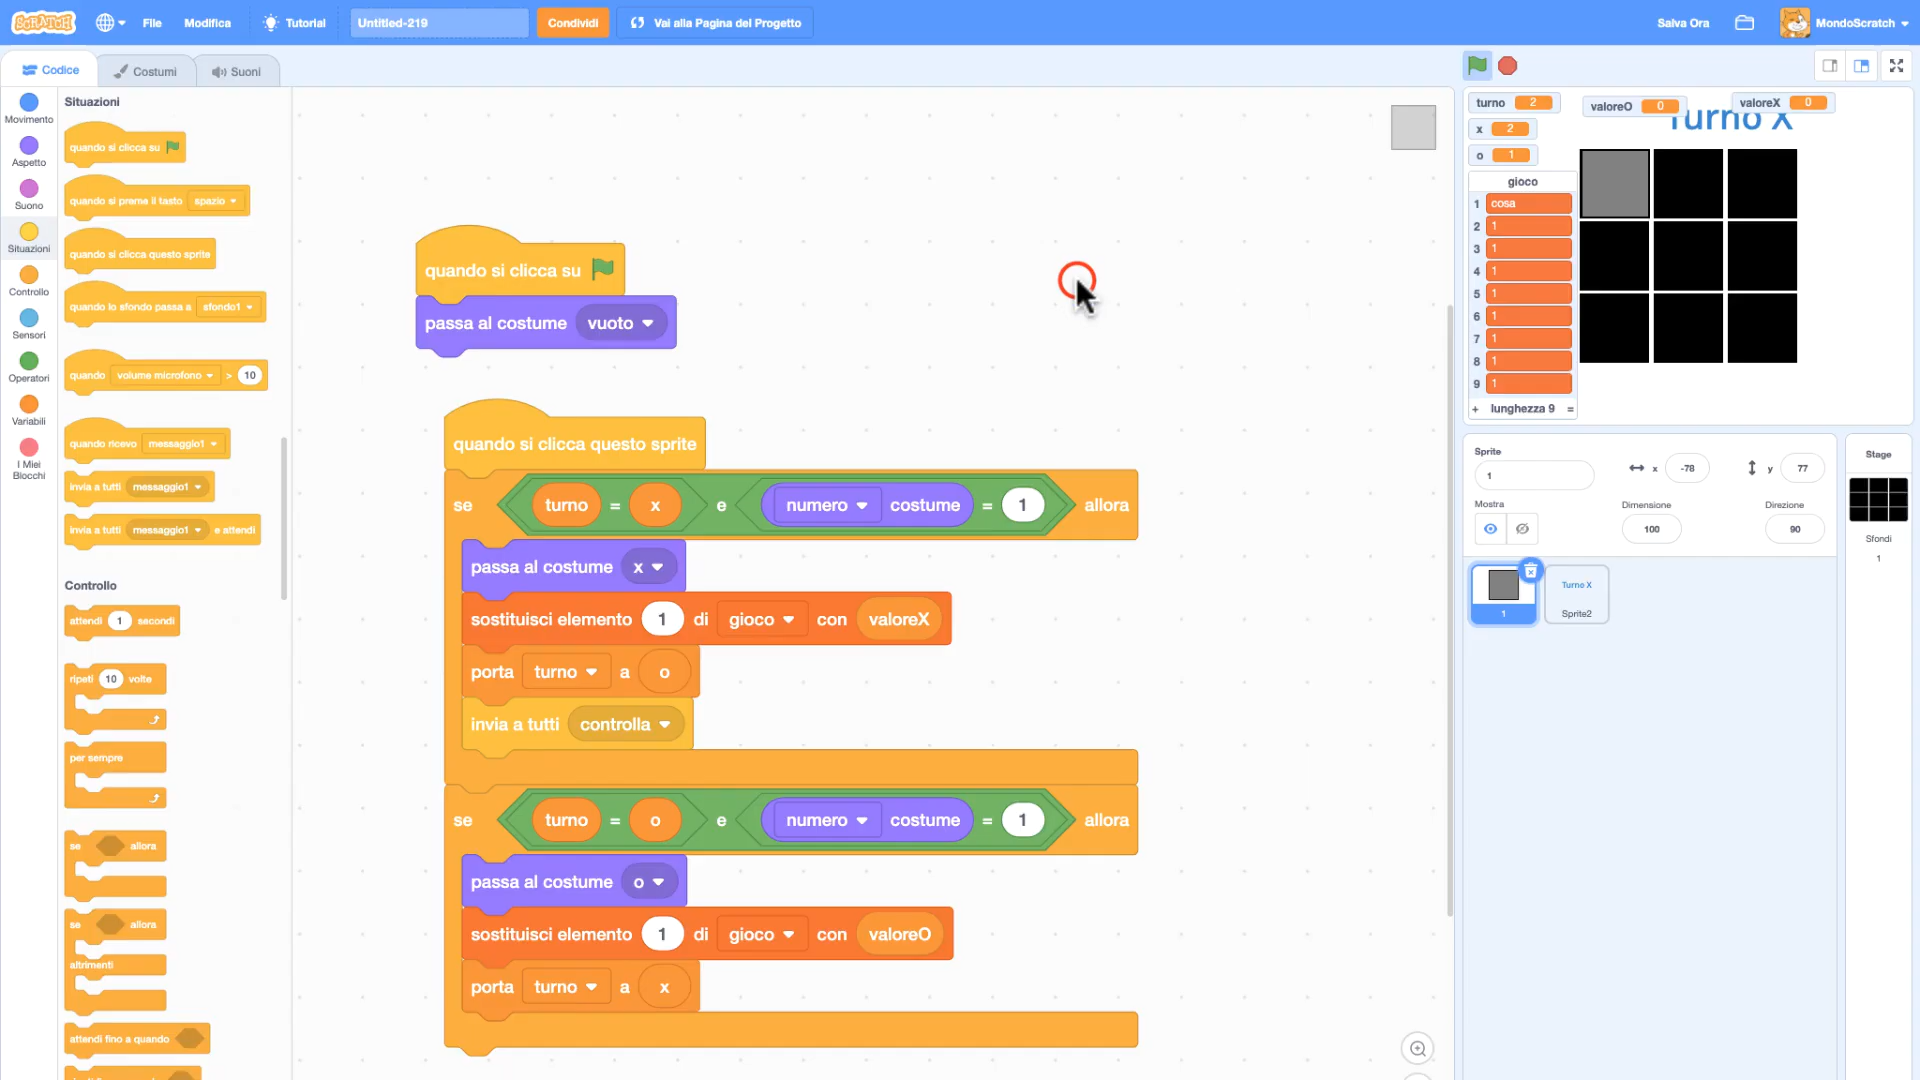 SCRATCH
File
Modifica
Tutorial
Untitled-219
Condividi
Vai alla Pagina del Progetto
Salva Ora
MondoScratch
Codice
Costumi
Suoni
Movimento
Aspetto
Suono
Situazioni
Controllo
Sensori
Operatori
Variabili
I Miei
Blocchi
Situazioni
quando si clicca su
quando si preme il tasto spazio
quando si clicca questo sprite
quando lo sfondo passa a sfondo1
quando volume microfono > 10
quando ricevo messaggio1
invia a tutti messaggio1
invia a tutti messaggio1 e attendi
Controllo
attendi 1 secondi
ripeti 10 volte
per sempre
se allora
se allora
altrimenti
attendi fino a quando
quando si clicca su
passa al costume vuoto
quando si clicca questo sprite
se turno = x e numero costume = 1 allora
passa al costume x
sostituisci elemento 1 di gioco con valoreX
porta turno a o
invia a tutti controlla
se turno = o e numero costume = 1 allora
passa al costume o
sostituisci elemento 1 di gioco con valoreO
porta turno a x
turno 2
valoreO 0
valoreX 0
Turno X
x 2
o 1
gioco
1 cosa
2 1
3 1
4 1
5 1
6 1
7 1
8 1
9 1
+ lunghezza 9 =
Sprite
1
x -78
y 77
Mostra
Dimensione
100
Direzione
90
1
Turno X
Sprite2
Stage
Sfondi
1